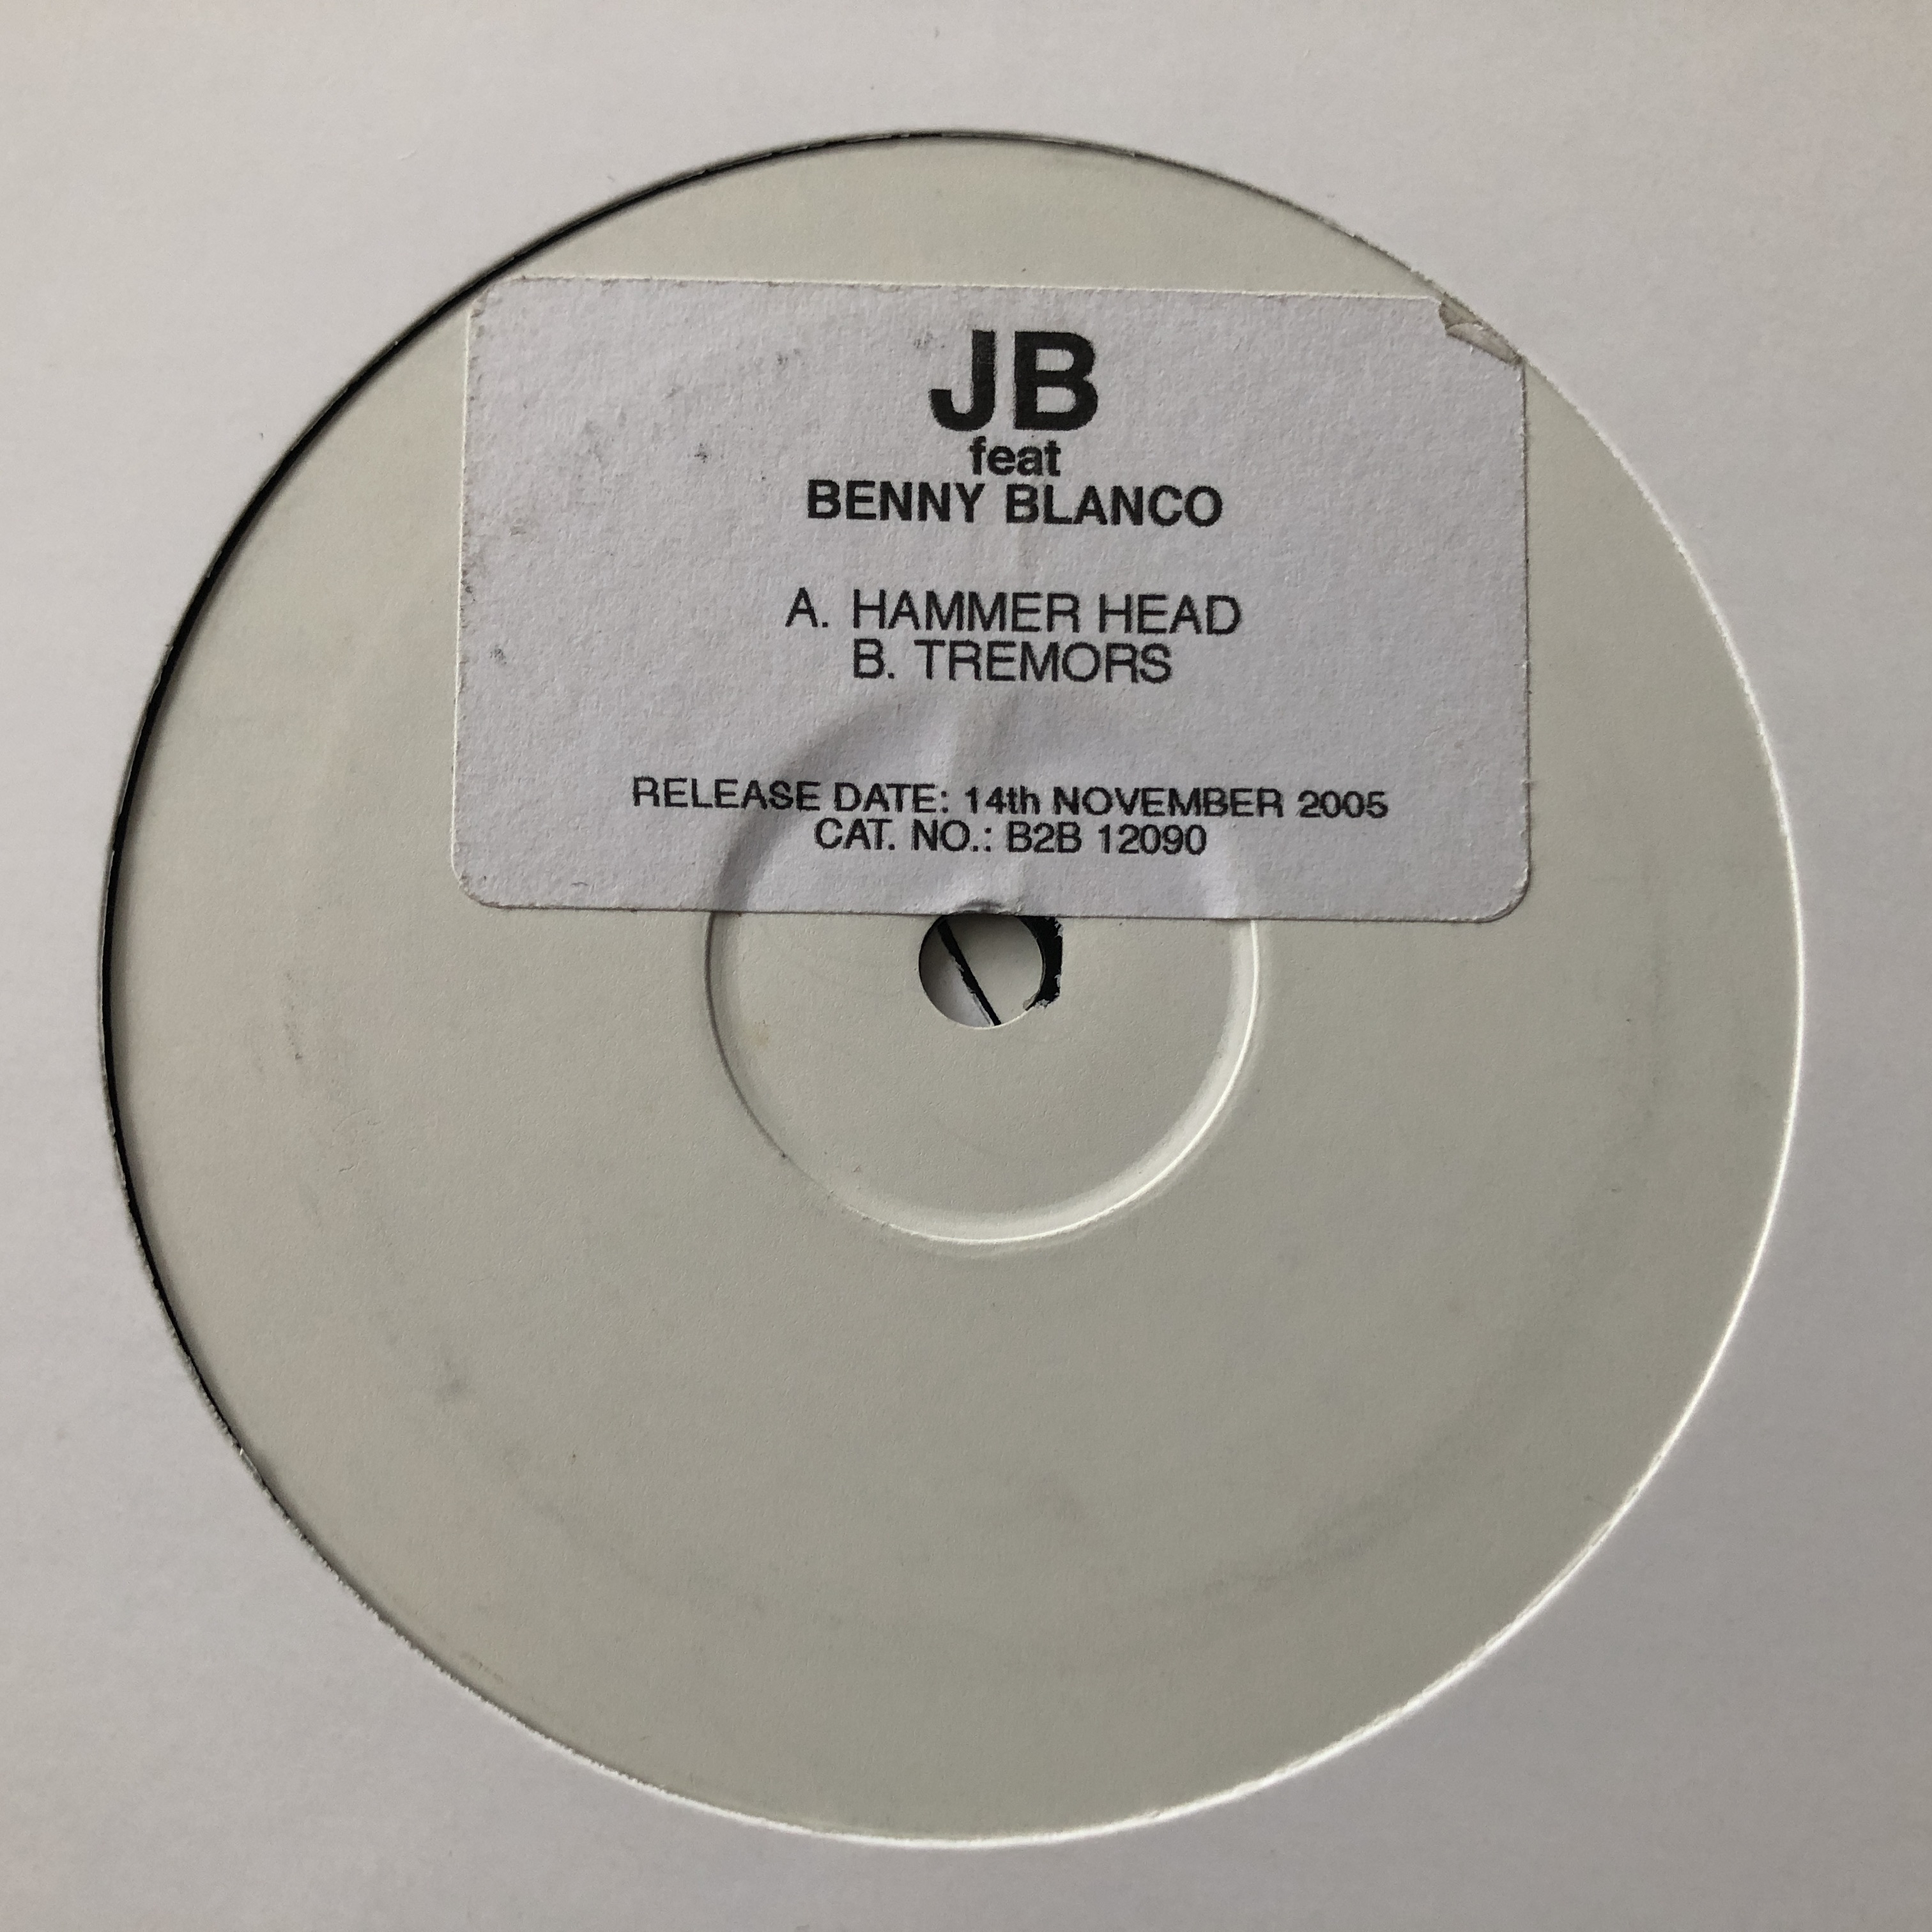 JB
feat
BENNY BLANCO
A. HAMMER HEAD
B. TREMORS
RELEASE DATE: 14th NOVEMBER 2005
CAT. NO.: B2B 12090